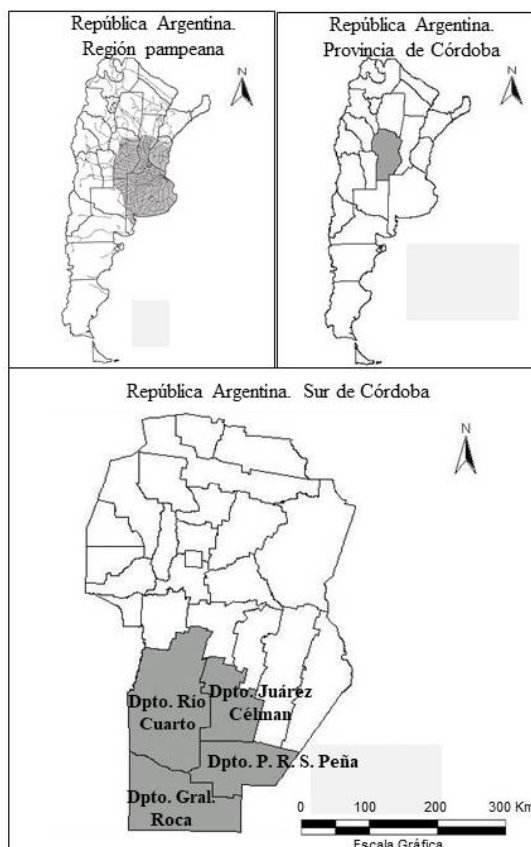 República Argentina.
Región pampeana
N
República Argentina.
Provincia de Córdoba
N
República Argentina. Sur de Córdoba
N
Dpto. Río
Cuarto
Dpto. Juárez
Célman
Dpto. P. R. S. Peña
Dpto. Gral.
Roca
0 100 200 300 Km
Escala Gráfica